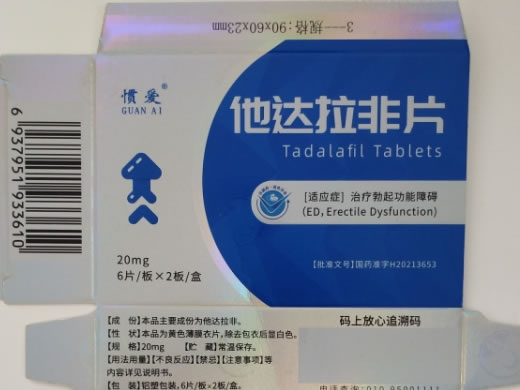 3——规格:90x60x23mm
惯爱®
GUAN AI
他达拉非片
Tadalafil Tablets
[适应症] 治疗勃起功能障碍
(ED, Erectile Dysfunction)
20mg
6片/板×2板/盒
【批准文号】国药准字H20213653
6 937951 933610
【成 份】本品主要成份为他达拉非。
【性 状】本品为黄色薄膜衣片,除去包衣后显白色。
【规 格】20mg 【贮 藏】常温保存。
【用法用量】【不良反应】【禁忌】【注意事项】等
内容详见说明书。
【包 装】铝塑包装,6片/板×2板/盒。
码上放心追溯码